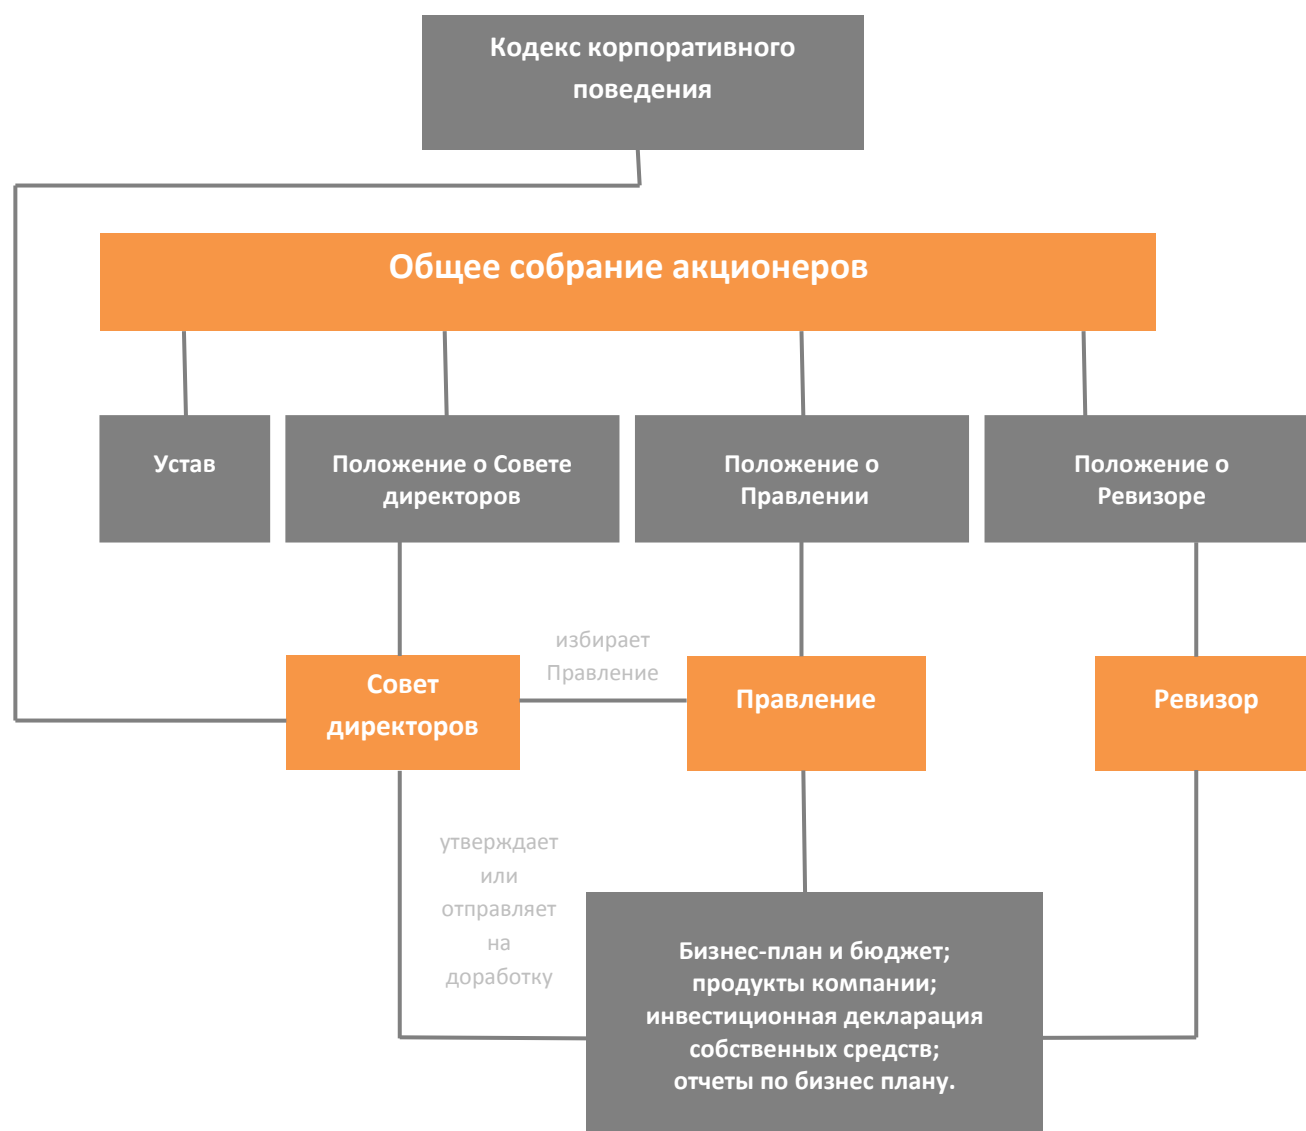 Кодекс корпоративного
поведения
Общее собрание акционеров
Устав
Положение о Совете
директоров
Положение о
Правлении
Положение о
Ревизоре
избирает
Правление
Совет
директоров
Правление
Ревизор
утверждает
или
отправляет
на
доработку
Бизнес-план и бюджет;
продукты компании;
инвестиционная декларация
собственных средств;
отчеты по бизнес плану.